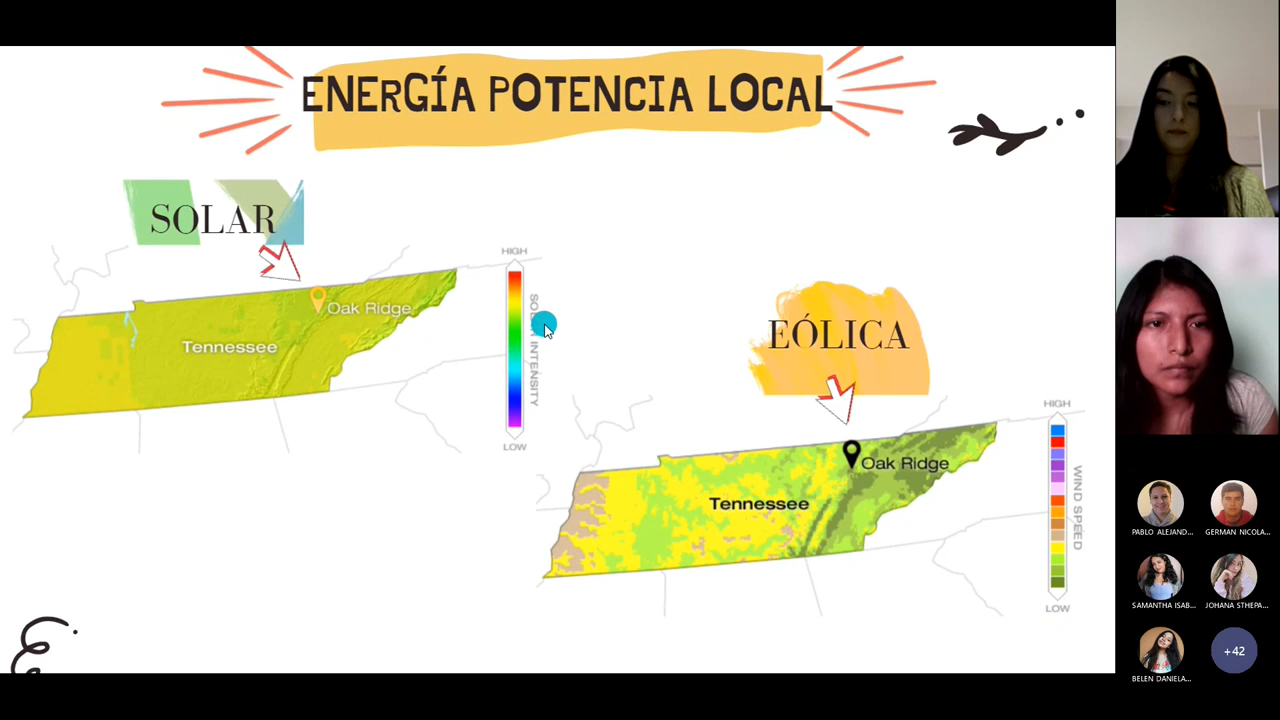 ENERGÍA POTENCIA LOCAL
SOLAR
HIGH
SOLAR INTENSITY
LOW
Oak Ridge
Tennessee
EÓLICA
HIGH
WIND SPEED
LOW
Oak Ridge
Tennessee
PABLO ALEJAND...
GERMAN NICOLA...
SAMANTHA ISAB...
JOHANA STHEPA...
+42
BELEN DANIELA...